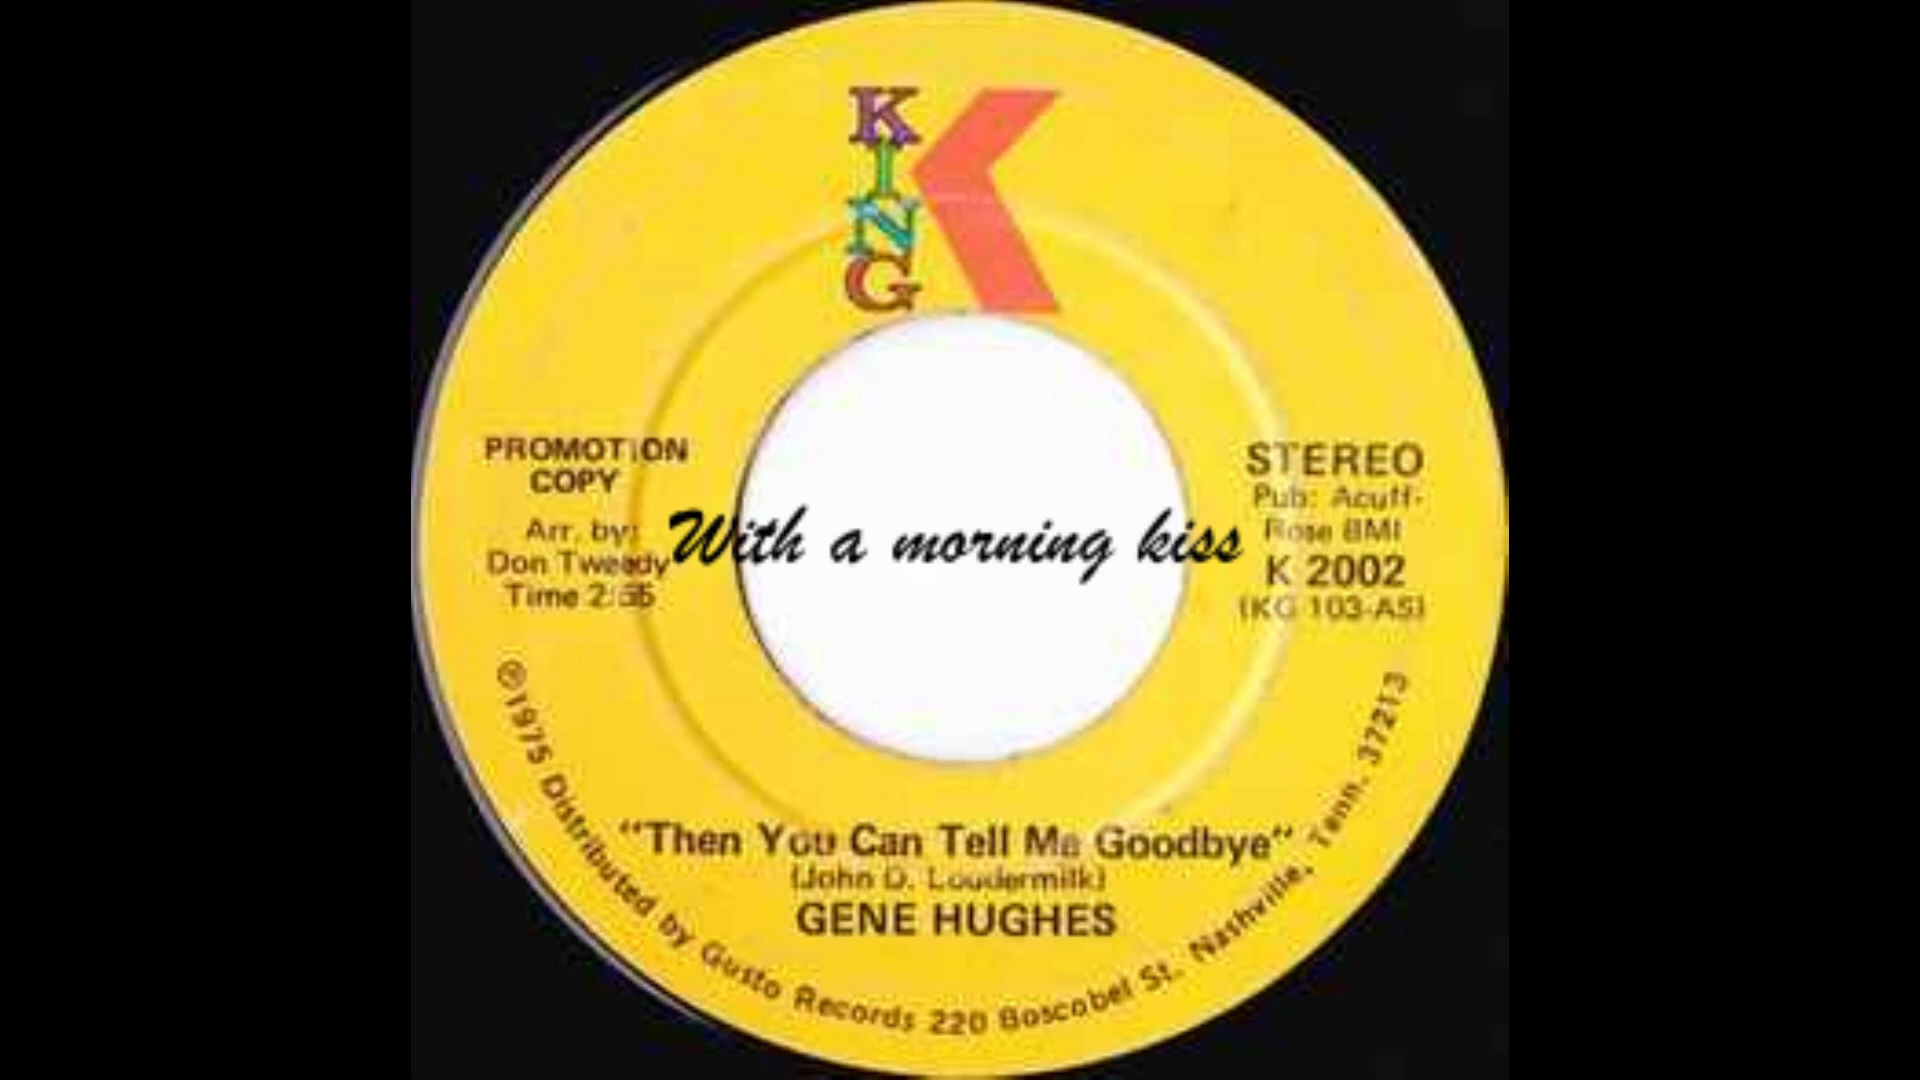 KING
PROMOTION
COPY
Arr. by:
Don Tweedy
STEREO
Pub: Acuff-
Rose BMI
K 2002
(KG 103-AS)
With a morning kiss
"Then You Can Tell Me Goodbye"
(John D. Loudermilk)
GENE HUGHES
℗1975 Distributed by Gusto Records 220 Boscobel St. Nashville, Tenn. 37213
Time